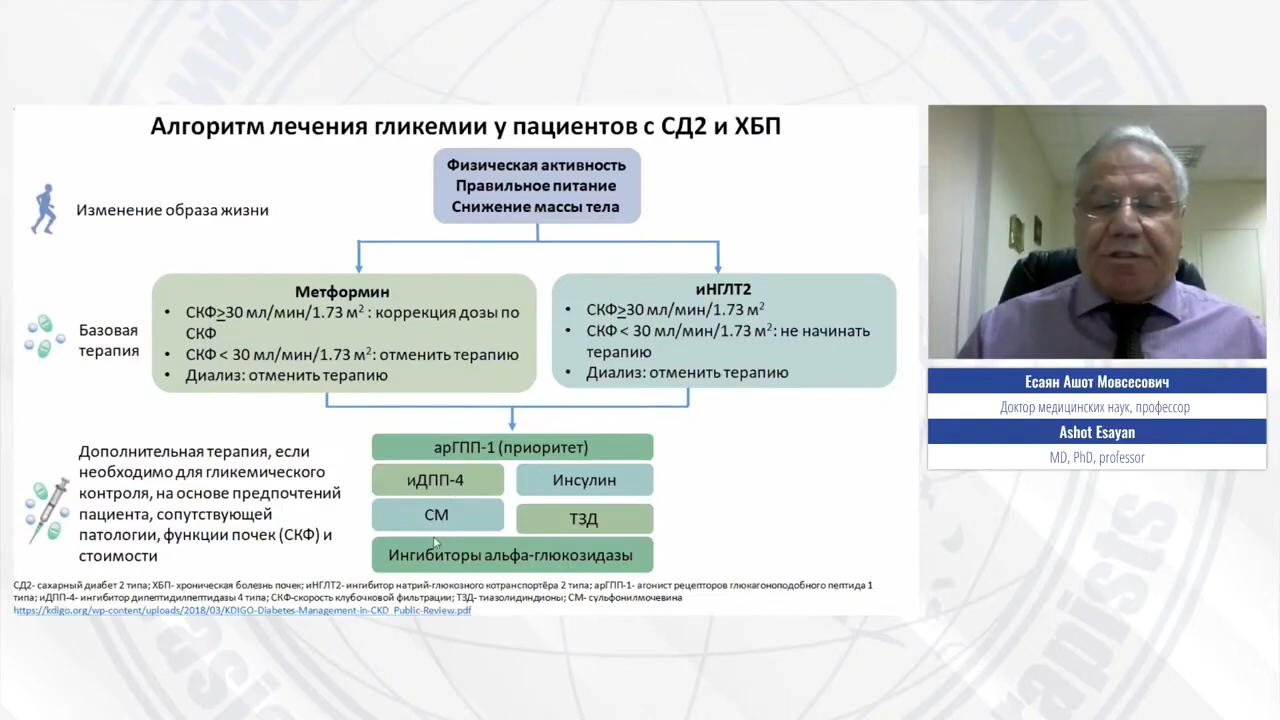 Алгоритм лечения гликемии у пациентов с СД2 и ХБП
Физическая активность
Правильное питание
Снижение массы тела
Изменение образа жизни
Метформин
• СКФ≥30 мл/мин/1.73 м² : коррекция дозы по
СКФ
• СКФ < 30 мл/мин/1.73 м²: отменить терапию
• Диализ: отменить терапию
иНГЛТ2
• СКФ≥30 мл/мин/1.73 м²
• СКФ < 30 мл/мин/1.73 м²: не начинать
терапию
• Диализ: отменить терапию
Базовая
терапия
Дополнительная терапия, если
необходимо для гликемического
контроля, на основе предпочтений
пациента, сопутствующей
патологии, функции почек (СКФ) и
стоимости
арГПП-1 (приоритет)
иДПП-4
Инсулин
СМ
ТЗД
Ингибиторы альфа-глюкозидазы
СД2- сахарный диабет 2 типа; ХБП- хроническая болезнь почек; иНГЛТ2- ингибитор натрий-глюкозного котранспортёра 2 типа; арГПП-1- агонист рецепторов глюкагоноподобного пептида 1
типа; иДПП-4- ингибитор дипептидилпептидазы 4 типа; СКФ-скорость клубочковой фильтрации; ТЗД- тиазолидиндионы; СМ- сульфонилмочевина
https://kdigo.org/wp-content/uploads/2018/03/KDIGO-Diabetes-Management-in-CKD_Public-Review.pdf
Есаян Ашот Мовсесович
Доктор медицинских наук, профессор
Ashot Esayan
MD, PhD, professor